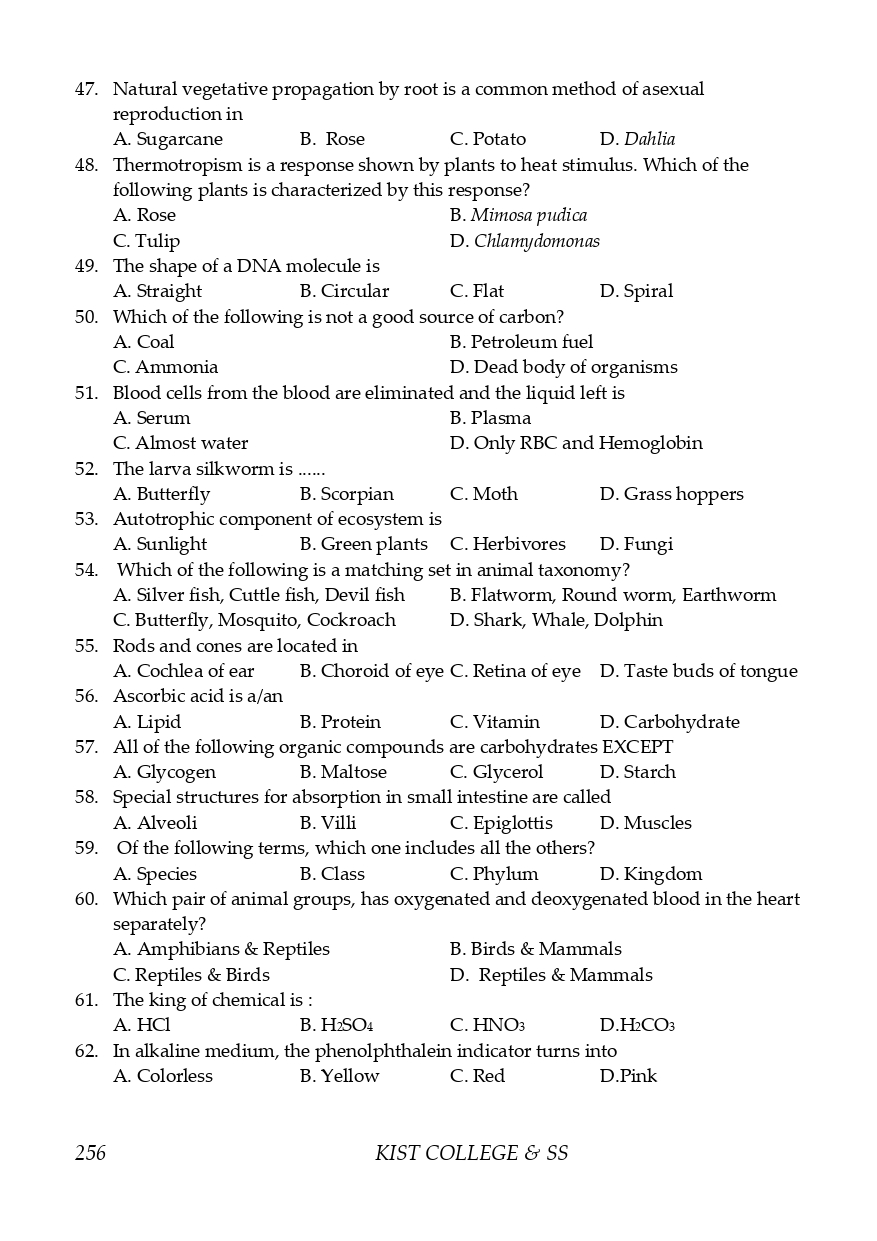 47. Natural vegetative propagation by root is a common method of asexual
reproduction in
A. Sugarcane B. Rose C. Potato D. Dahlia
48. Thermotropism is a response shown by plants to heat stimulus. Which of the
following plants is characterized by this response?
A. Rose B. Mimosa pudica
C. Tulip D. Chlamydomonas
49. The shape of a DNA molecule is
A. Straight B. Circular C. Flat D. Spiral
50. Which of the following is not a good source of carbon?
A. Coal B. Petroleum fuel
C. Ammonia D. Dead body of organisms
51. Blood cells from the blood are eliminated and the liquid left is
A. Serum B. Plasma
C. Almost water D. Only RBC and Hemoglobin
52. The larva silkworm is ......
A. Butterfly B. Scorpian C. Moth D. Grass hoppers
53. Autotrophic component of ecosystem is
A. Sunlight B. Green plants C. Herbivores D. Fungi
54. Which of the following is a matching set in animal taxonomy?
A. Silver fish, Cuttle fish, Devil fish B. Flatworm, Round worm, Earthworm
C. Butterfly, Mosquito, Cockroach D. Shark, Whale, Dolphin
55. Rods and cones are located in
A. Cochlea of ear B. Choroid of eye C. Retina of eye D. Taste buds of tongue
56. Ascorbic acid is a/an
A. Lipid B. Protein C. Vitamin D. Carbohydrate
57. All of the following organic compounds are carbohydrates EXCEPT
A. Glycogen B. Maltose C. Glycerol D. Starch
58. Special structures for absorption in small intestine are called
A. Alveoli B. Villi C. Epiglottis D. Muscles
59. Of the following terms, which one includes all the others?
A. Species B. Class C. Phylum D. Kingdom
60. Which pair of animal groups, has oxygenated and deoxygenated blood in the heart
separately?
A. Amphibians & Reptiles B. Birds & Mammals
C. Reptiles & Birds D. Reptiles & Mammals
61. The king of chemical is :
A. HCl B. H2SO4 C. HNO3 D.H2CO3
62. In alkaline medium, the phenolphthalein indicator turns into
A. Colorless B. Yellow C. Red D.Pink
256 KIST COLLEGE & SS